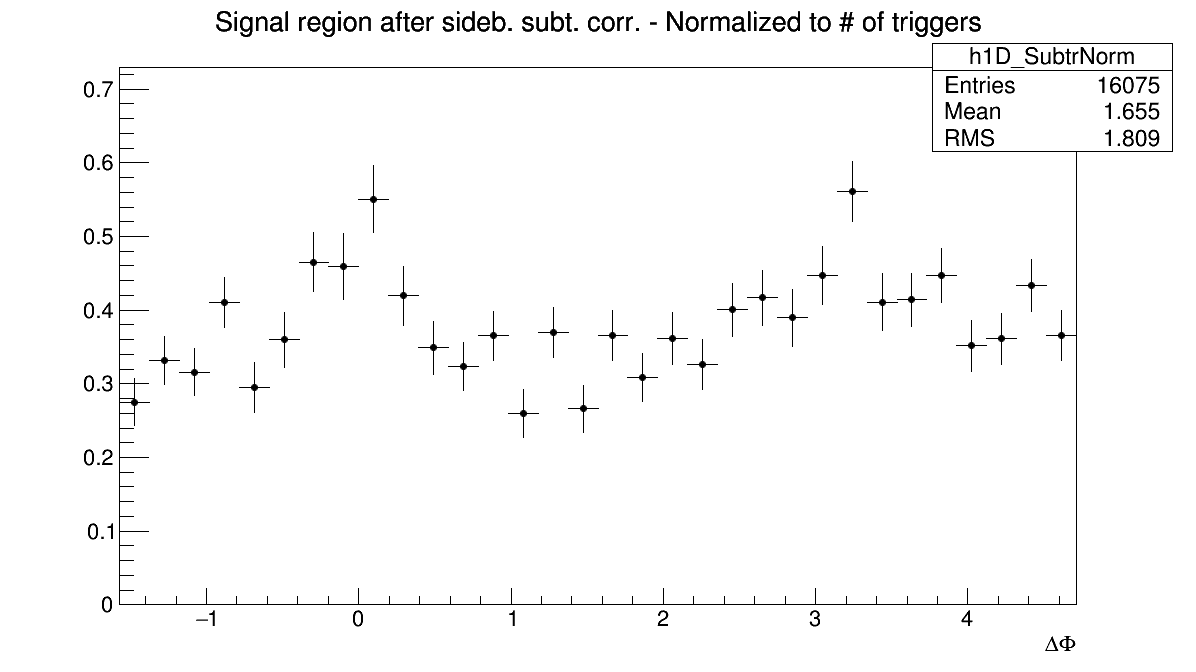 Signal region after sideb. subt. corr. - Normalized to # of triggers
h1D_SubtrNorm
Entries 16075
Mean 1.655
RMS 1.809
0.7
0.6
0.5
0.4
0.3
0.2
0.1
0
−1 0 1 2 3 4
ΔΦ